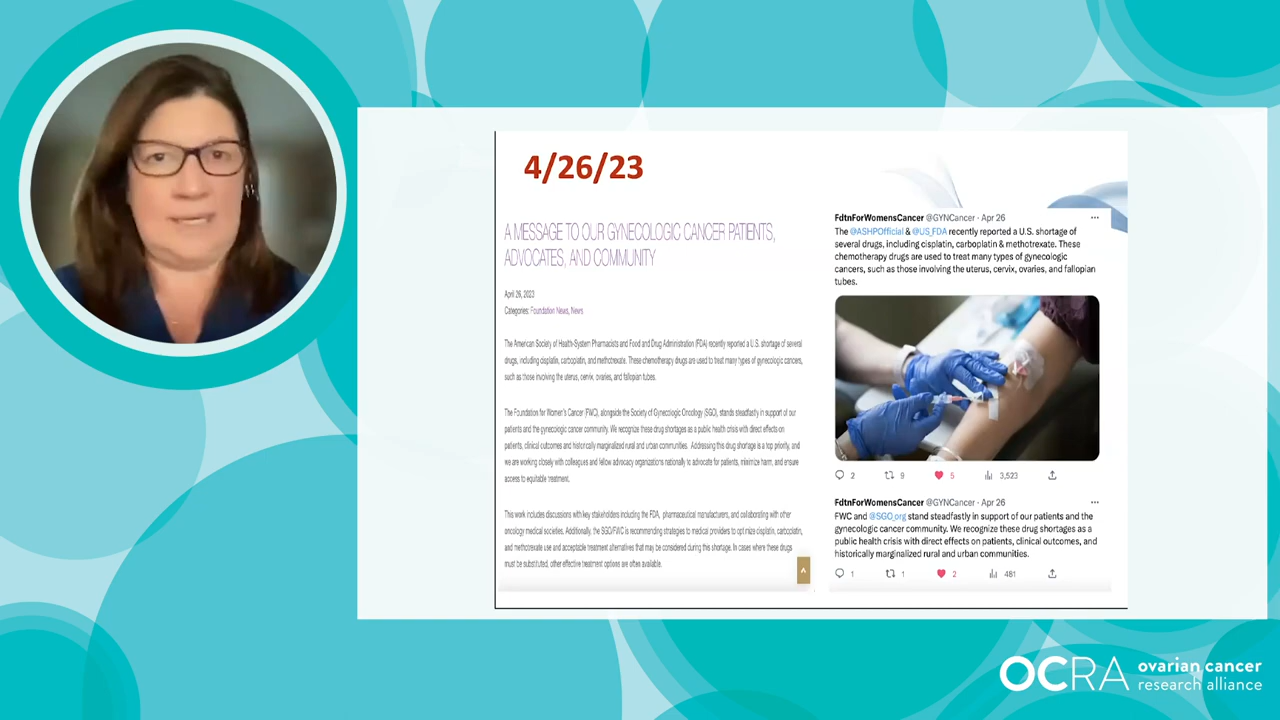 4/26/23
A MESSAGE TO OUR GYNECOLOGIC CANCER PATIENTS,
ADVOCATES, AND COMMUNITY
April 26, 2023
Categories: Foundation News, News
The American Society of Health-System Pharmacists and Food and Drug Administration (FDA) recently reported a U.S. shortage of several
drugs, including cisplatin, carboplatin, and methotrexate. These chemotherapy drugs are used to treat many types of gynecologic cancers,
such as those involving the uterus, cervix, ovaries, and fallopian tubes.
The Foundation for Women's Cancer (FWC), alongside the Society of Gynecologic Oncology (SGO), stands steadfastly in support of our
patients and the gynecologic cancer community. We recognize these drug shortages as a public health crisis with direct effects on
patients, clinical outcomes and historically marginalized rural and urban communities. Addressing this drug shortage is a top priority, and
we are working closely with colleagues and fellow advocacy organizations nationally to advocate for patients, minimize harm, and ensure
access to equitable treatment.
This work includes discussions with key stakeholders including the FDA, pharmaceutical manufacturers, and collaborating with other
oncology medical societies. Additionally, the SGO/FWC is recommending strategies to medical providers to optimize cisplatin, carboplatin,
and methotrexate use and acceptable treatment alternatives that may be considered during this shortage. In cases where these drugs
must be substituted, other effective treatment options are often available.
FdtnForWomensCancer @GYNCancer · Apr 26
The @ASHPOfficial & @US_FDA recently reported a U.S. shortage of
several drugs, including cisplatin, carboplatin & methotrexate. These
chemotherapy drugs are used to treat many types of gynecologic
cancers, such as those involving the uterus, cervix, ovaries, and fallopian
tubes.
2 9 5 3,523
FdtnForWomensCancer @GYNCancer · Apr 26
FWC and @SGO_org stand steadfastly in support of our patients and the
gynecologic cancer community. We recognize these drug shortages as a
public health crisis with direct effects on patients, clinical outcomes, and
historically marginalized rural and urban communities.
1 1 2 481
OCRA ovarian cancer
research alliance